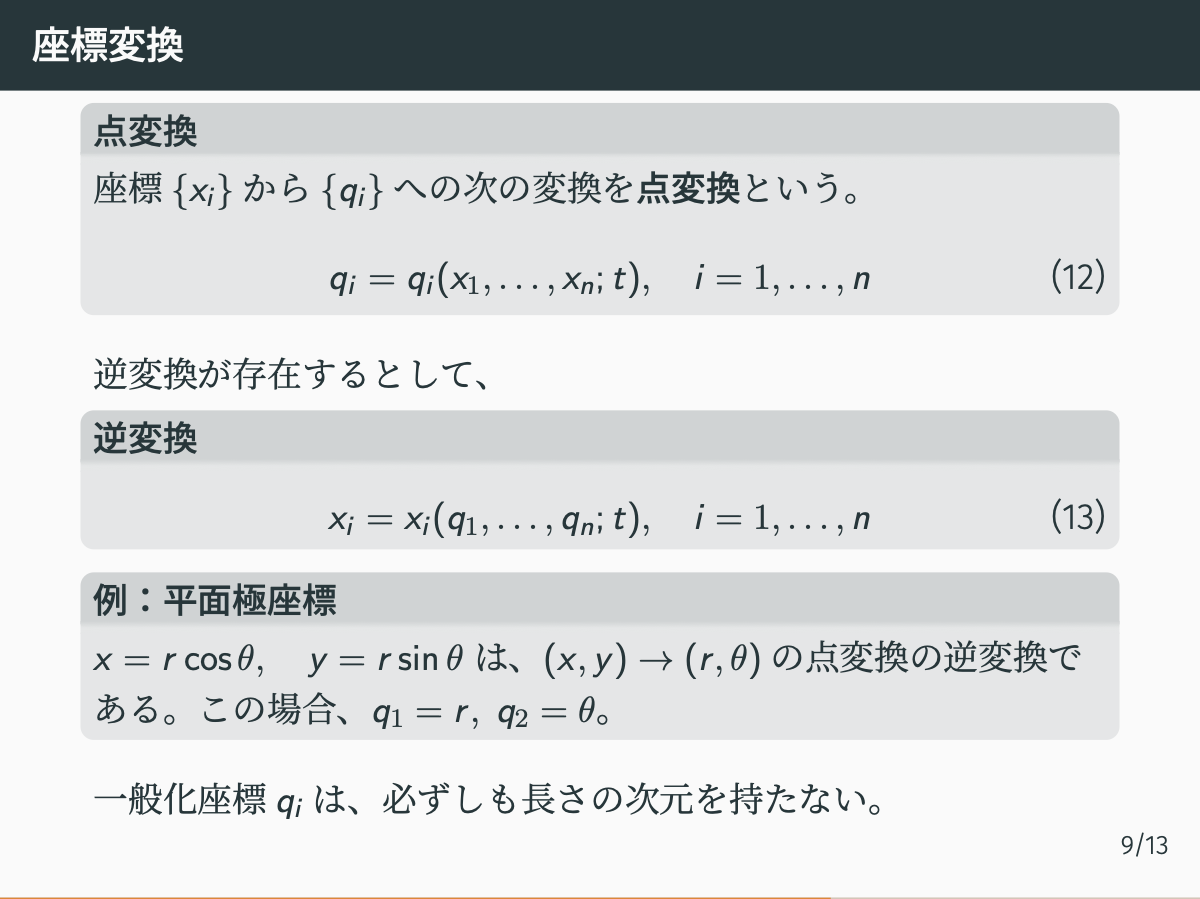 座標変換
点変換
座標 {xᵢ} から {qᵢ} への次の変換を点変換という。
qᵢ = qᵢ(x₁, . . . , xₙ; t), i = 1, . . . , n (12)
逆変換が存在するとして、
逆変換
xᵢ = xᵢ(q₁, . . . , qₙ; t), i = 1, . . . , n (13)
例：平面極座標
x = r cos θ, y = r sin θ は、(x, y) → (r, θ) の点変換の逆変換で
ある。この場合、q₁ = r, q₂ = θ。
一般化座標 qᵢ は、必ずしも長さの次元を持たない。
9/13